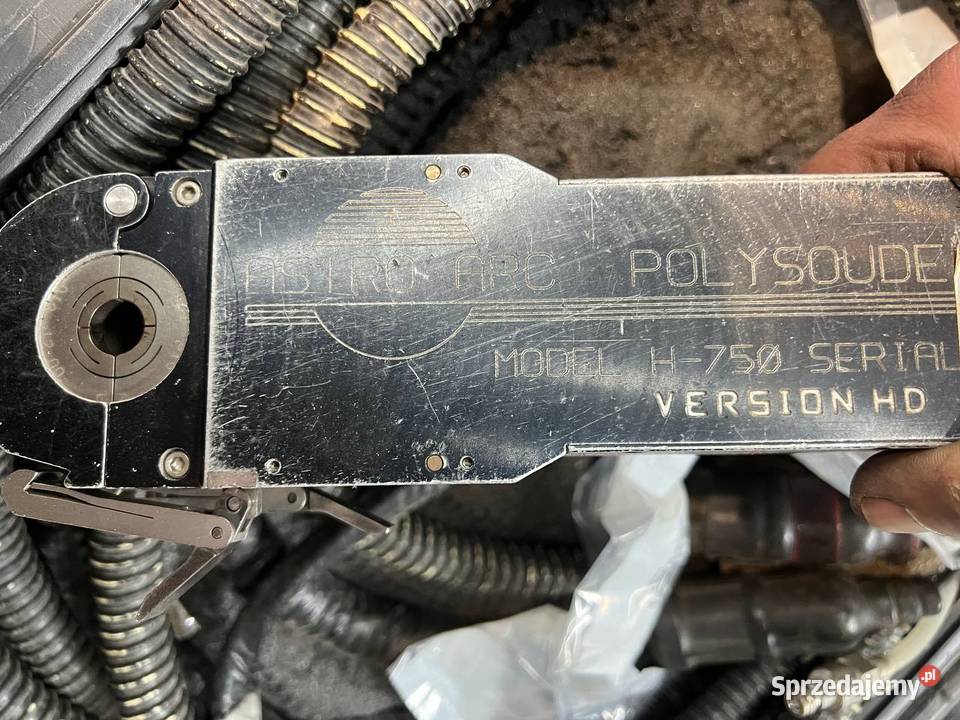 ASTRO ARC POLYSOUDE
MODEL H-750 SERIAL
VERSION HD
Sprzedajemy.pl